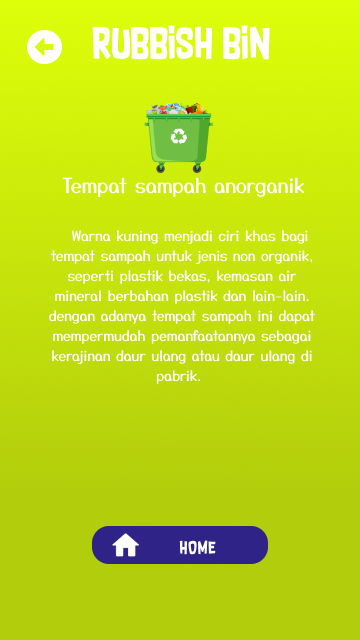 RUBBiSH BiN
Tempat sampah anorganik
Warna kuning menjadi ciri khas bagi
tempat sampah untuk jenis non organik,
seperti plastik bekas, kemasan air
mineral berbahan plastik dan lain-lain.
dengan adanya tempat sampah ini dapat
mempermudah pemanfaatannya sebagai
kerajinan daur ulang atau daur ulang di
pabrik.
HOME